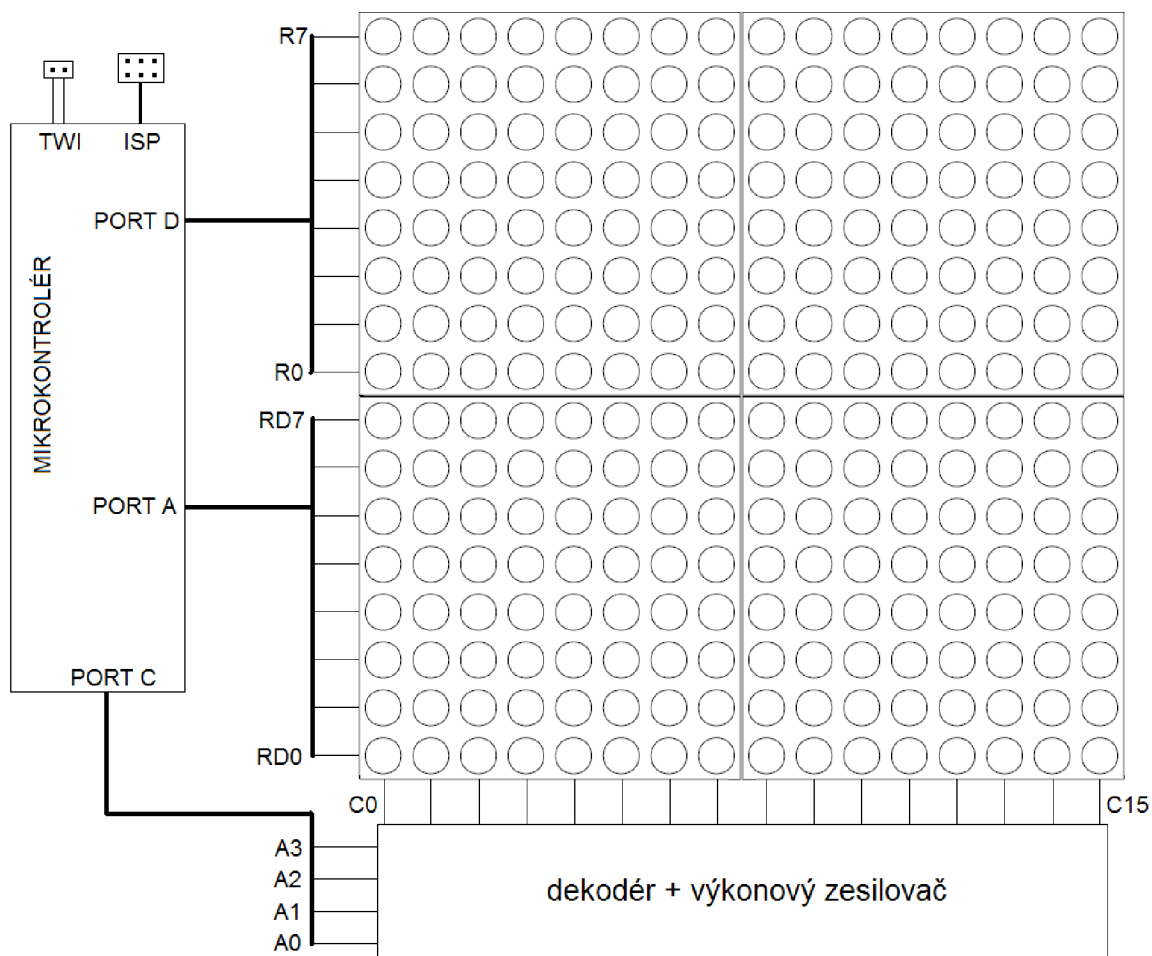 R7
TWI ISP
PORT D
MIKROKONTROLÉR
R0
RD7
PORT A
PORT C
RD0
C0 C15
A3
A2
A1
A0
dekodér + výkonový zesilovač